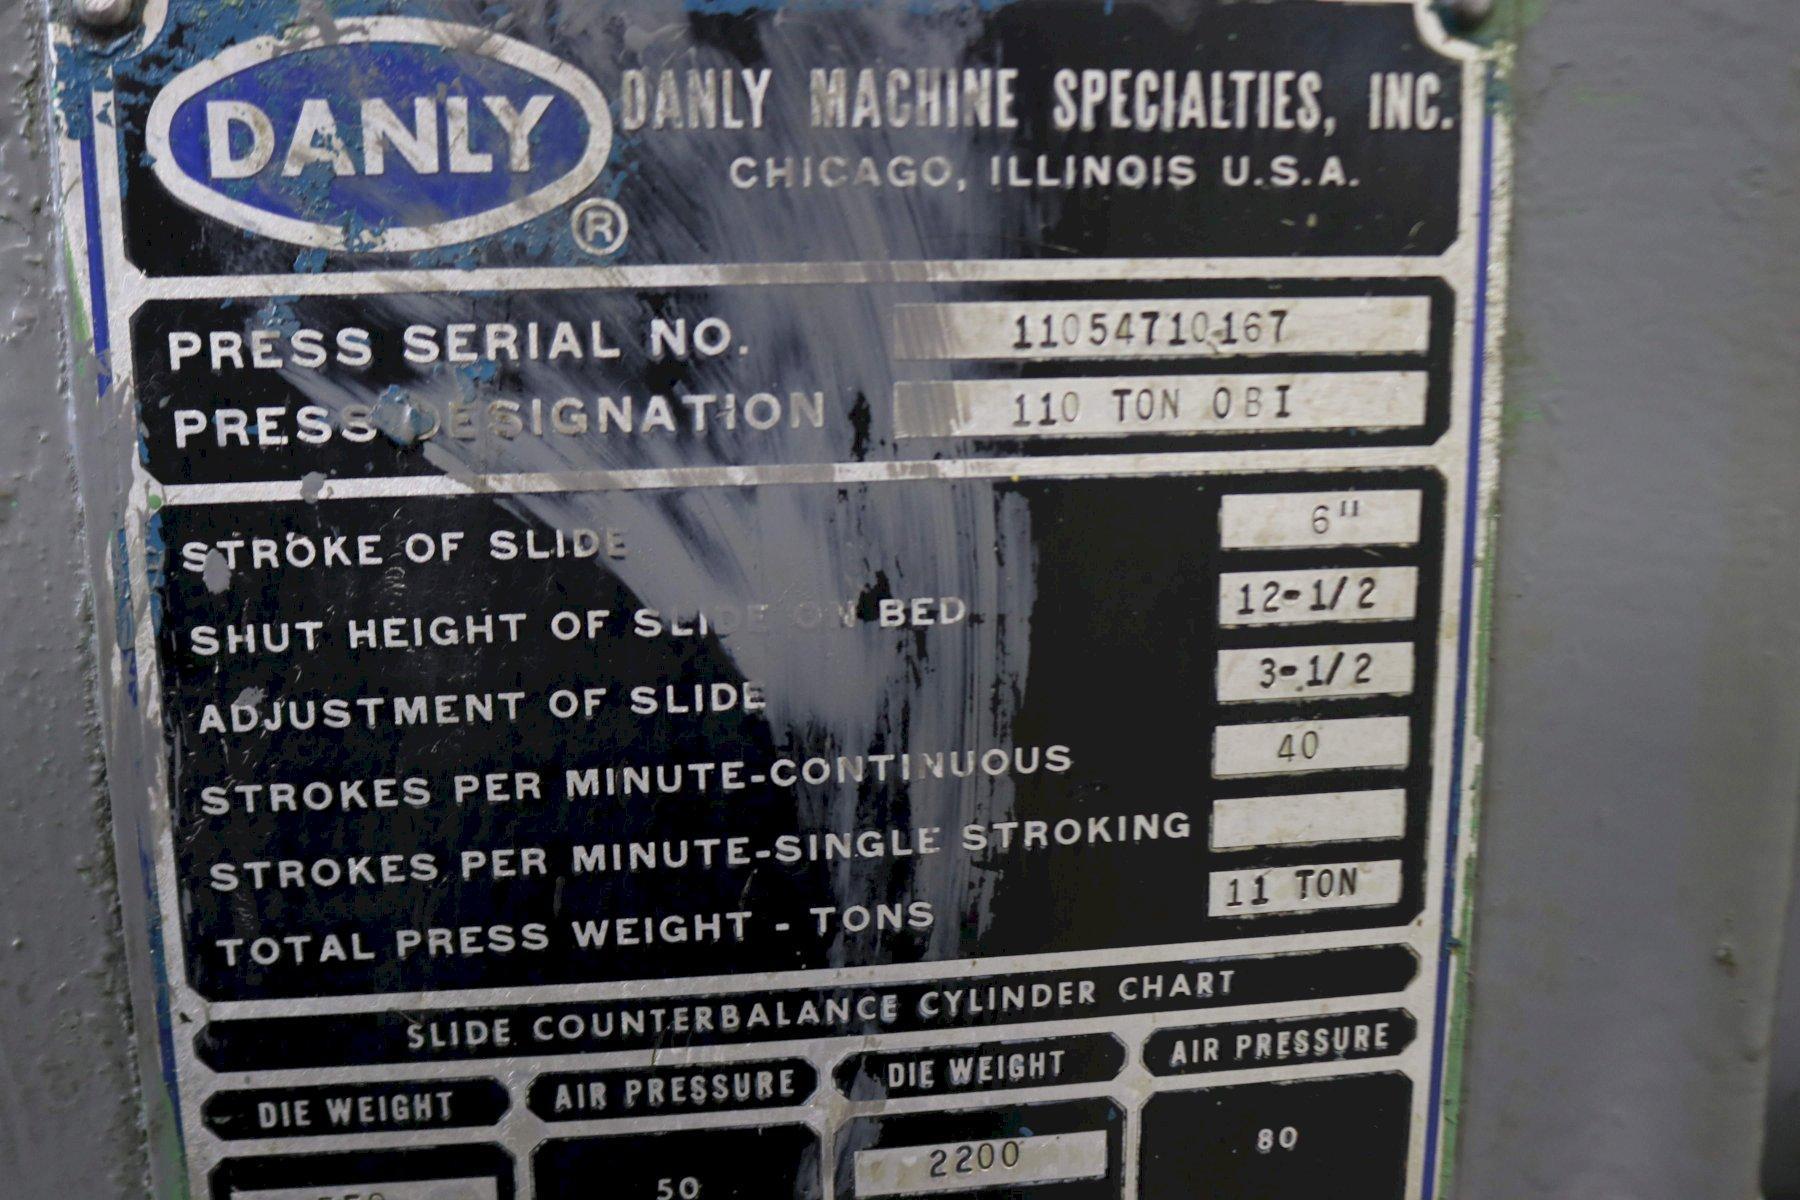 DANLY ®
DANLY MACHINE SPECIALTIES, INC.
CHICAGO, ILLINOIS U.S.A.
PRESS SERIAL NO. 11054710167
PRESS DESIGNATION 110 TON OBI
STROKE OF SLIDE 6"
SHUT HEIGHT OF SLIDE ON BED 12-1/2
ADJUSTMENT OF SLIDE 3-1/2
STROKES PER MINUTE-CONTINUOUS 40
STROKES PER MINUTE-SINGLE STROKING
TOTAL PRESS WEIGHT - TONS 11 TON
SLIDE COUNTERBALANCE CYLINDER CHART
DIE WEIGHT AIR PRESSURE DIE WEIGHT AIR PRESSURE
50 2200 80